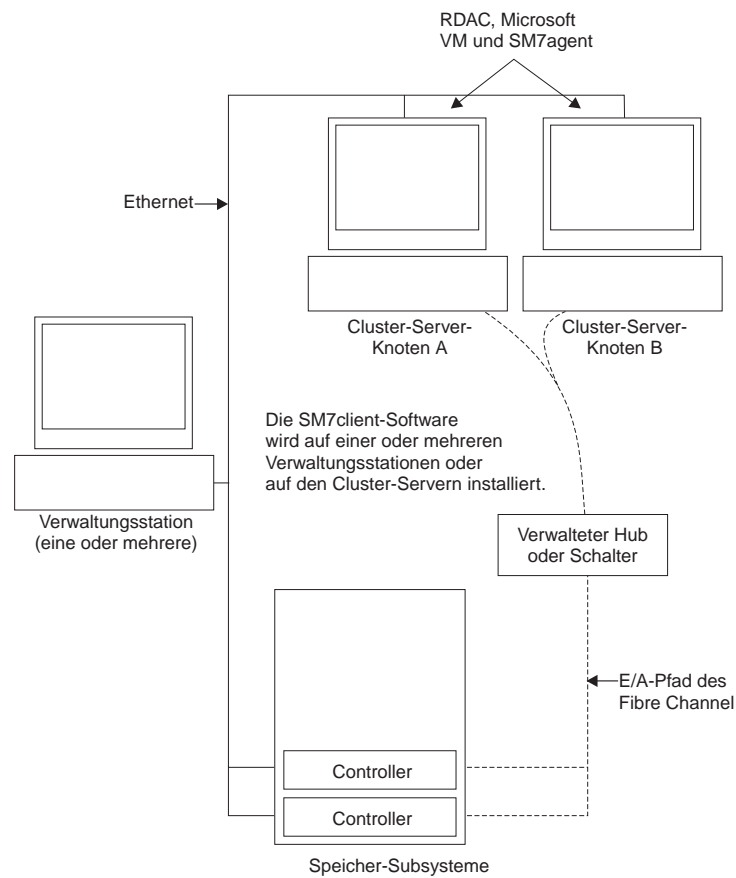 RDAC, Microsoft
VM und SM7agent
Ethernet
Cluster-Server-
Knoten A
Cluster-Server-
Knoten B
Die SM7client-Software
wird auf einer oder mehreren
Verwaltungsstationen oder
auf den Cluster-Servern installiert.
Verwaltungsstation
(eine oder mehrere)
Verwalteter Hub
oder Schalter
E/A-Pfad des
Fibre Channel
Controller
Controller
Speicher-Subsysteme